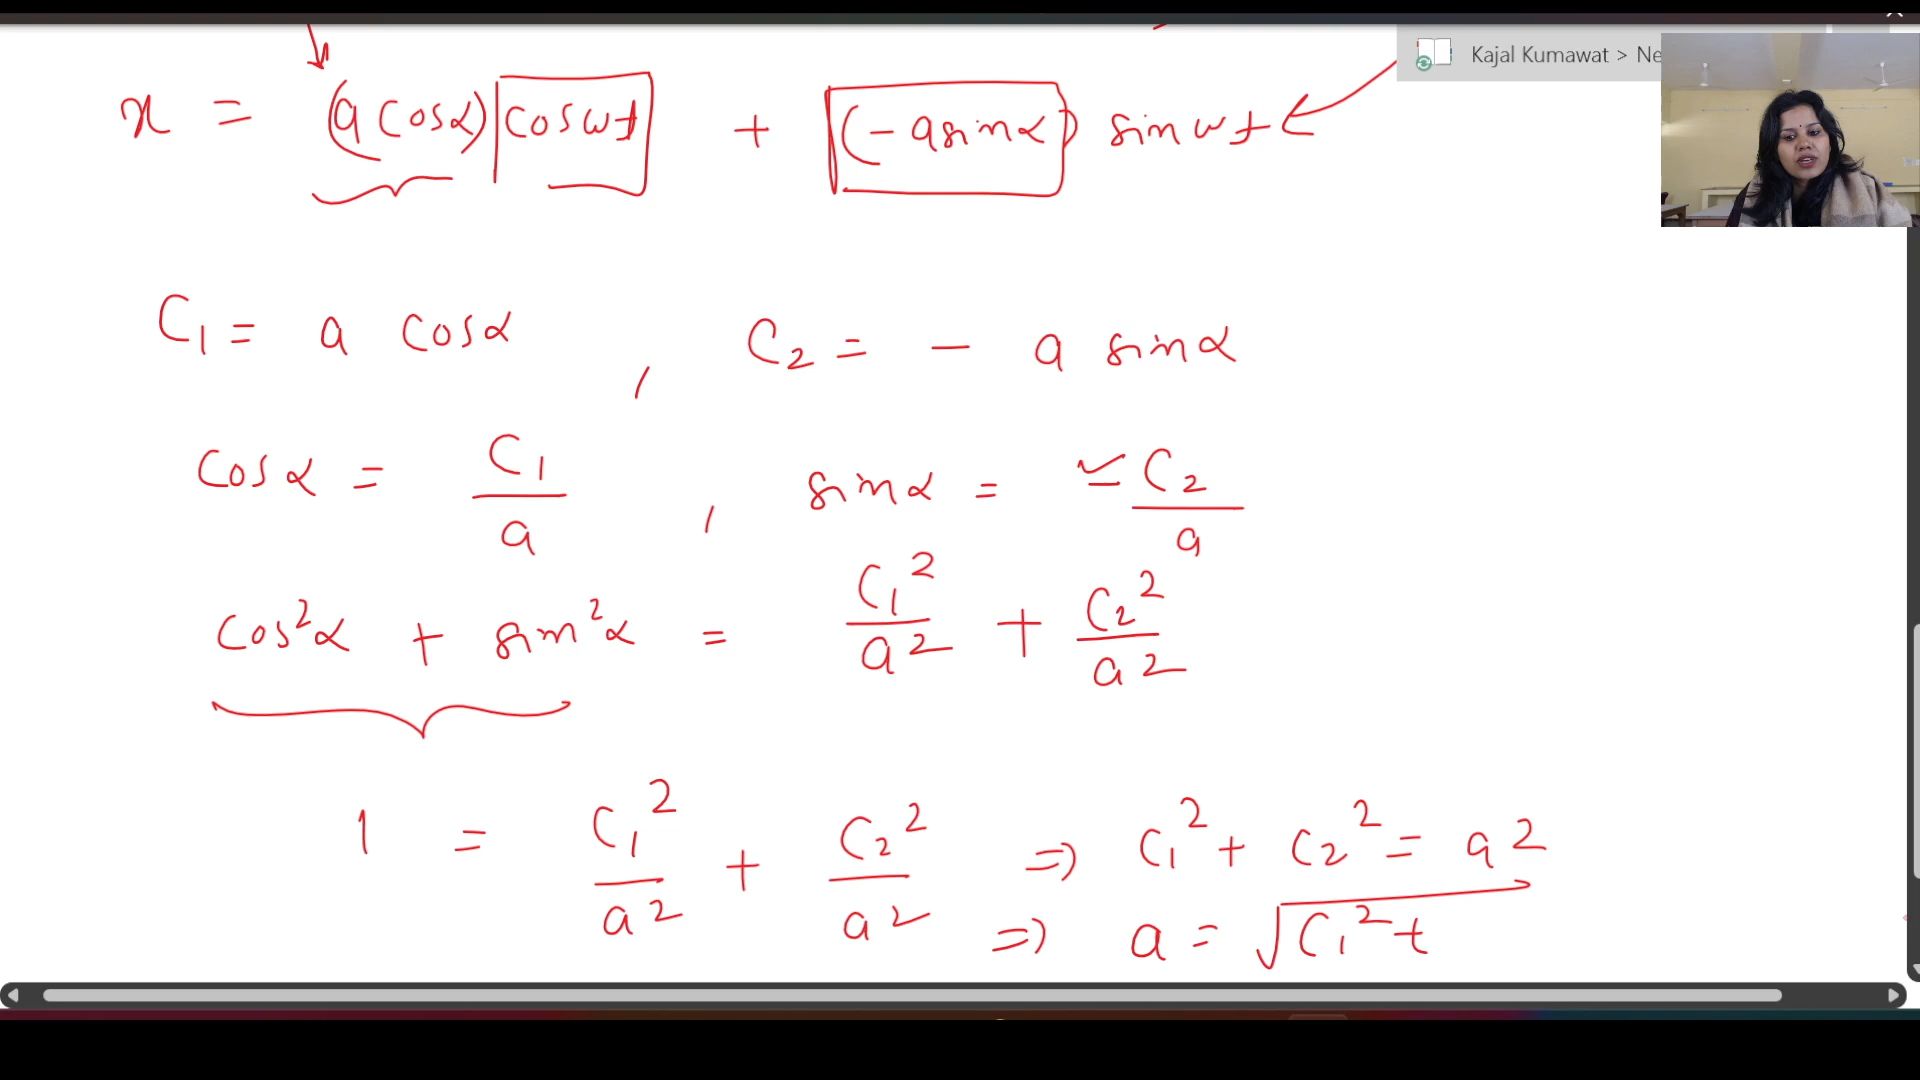 Kajal Kumawat > Ne
x = (a cosα) cosωt + (- a sinα) sinωt
C₁ = a cosα , C₂ = - a sinα
cosα = C₁/a , sinα = - C₂/a
cos²α + sin²α = C₁²/a² + C₂²/a²
1 = C₁²/a² + C₂²/a² ⇒ C₁² + C₂² = a²
⇒ a = √C₁² +